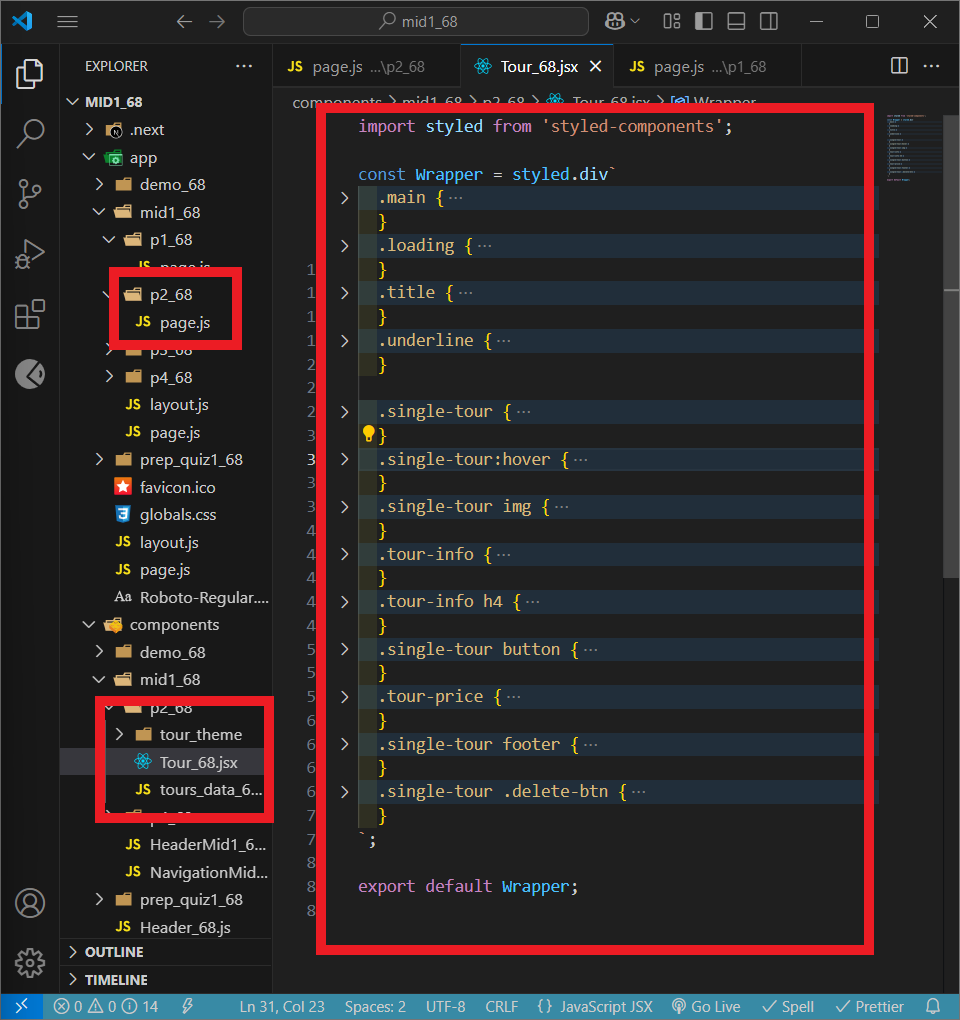 mid1_68
EXPLORER
page.js ...\p2_68
Tour_68.jsx
page.js ...\p1_68
MID1_68
.next
app
demo_68
mid1_68
p1_68
page.js
p2_68
page.js
p3_68
p4_68
layout.js
page.js
prep_quiz1_68
favicon.ico
globals.css
layout.js
page.js
Roboto-Regular....
components
demo_68
mid1_68
p2_68
tour_theme
Tour_68.jsx
tours_data_6...
HeaderMid1_6...
NavigationMid...
prep_quiz1_68
Header_68.js
OUTLINE
TIMELINE
components > mid1_68 > p2_68 > Tour_68.jsx > Wrapper
import styled from 'styled-components';
const Wrapper = styled.div`
.main { ...
}
.loading { ...
}
.title { ...
}
.underline { ...
}
.single-tour { ...
}
.single-tour:hover { ...
}
.single-tour img { ...
}
.tour-info { ...
}
.tour-info h4 { ...
}
.single-tour button { ...
}
.tour-price { ...
}
.single-tour footer { ...
}
.single-tour .delete-btn { ...
}
`;
export default Wrapper;
0 0 14 Ln 31, Col 23 Spaces: 2 UTF-8 CRLF {} JavaScript JSX Go Live Spell Prettier